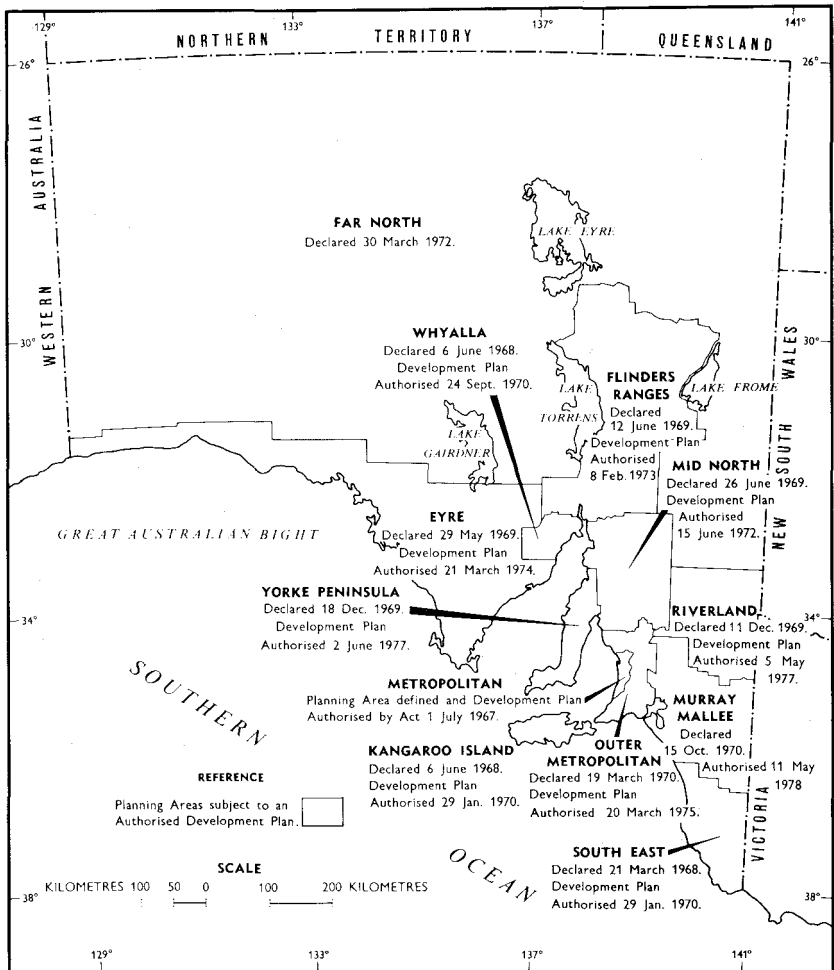 129° 133° 137° 141°
NORTHERN TERRITORY QUEENSLAND
26° 26°
WESTERN AUSTRALIA
FAR NORTH
Declared 30 March 1972.
LAKE EYRE
30° 30°
WHYALLA
Declared 6 June 1968.
Development Plan
Authorised 24 Sept. 1970.
LAKE TORRENS
FLINDERS
RANGES
Declared
12 June 1969.
Development Plan
Authorised
8 Feb. 1973
LAKE FROME
NEW SOUTH WALES
LAKE
GAIRDNER
MID NORTH
Declared 26 June 1969.
Development Plan
Authorised
15 June 1972.
GREAT AUSTRALIAN BIGHT
EYRE
Declared 29 May 1969.
Development Plan
Authorised 21 March 1974.
YORKE PENINSULA
Declared 18 Dec. 1969.
Development Plan
Authorised 2 June 1977.
34° 34°
RIVERLAND
Declared 11 Dec. 1969.
Development Plan
Authorised 5 May
1977.
SOUTHERN
METROPOLITAN
Planning Area defined and Development Plan
Authorised by Act 1 July 1967.
MURRAY
MALLEE
Declared
15 Oct. 1970.
Authorised 11 May
1978
KANGAROO ISLAND
Declared 6 June 1968.
Development Plan
Authorised 29 Jan. 1970.
OUTER
METROPOLITAN
Declared 19 March 1970.
Development Plan
Authorised 20 March 1975.
REFERENCE
Planning Areas subject to an
Authorised Development Plan.
VICTORIA
OCEAN
SOUTH EAST
Declared 21 March 1968.
Development Plan
Authorised 29 Jan. 1970.
SCALE
KILOMETRES 100 50 0 100 200 KILOMETRES
38° 38°
129° 133° 137° 141°